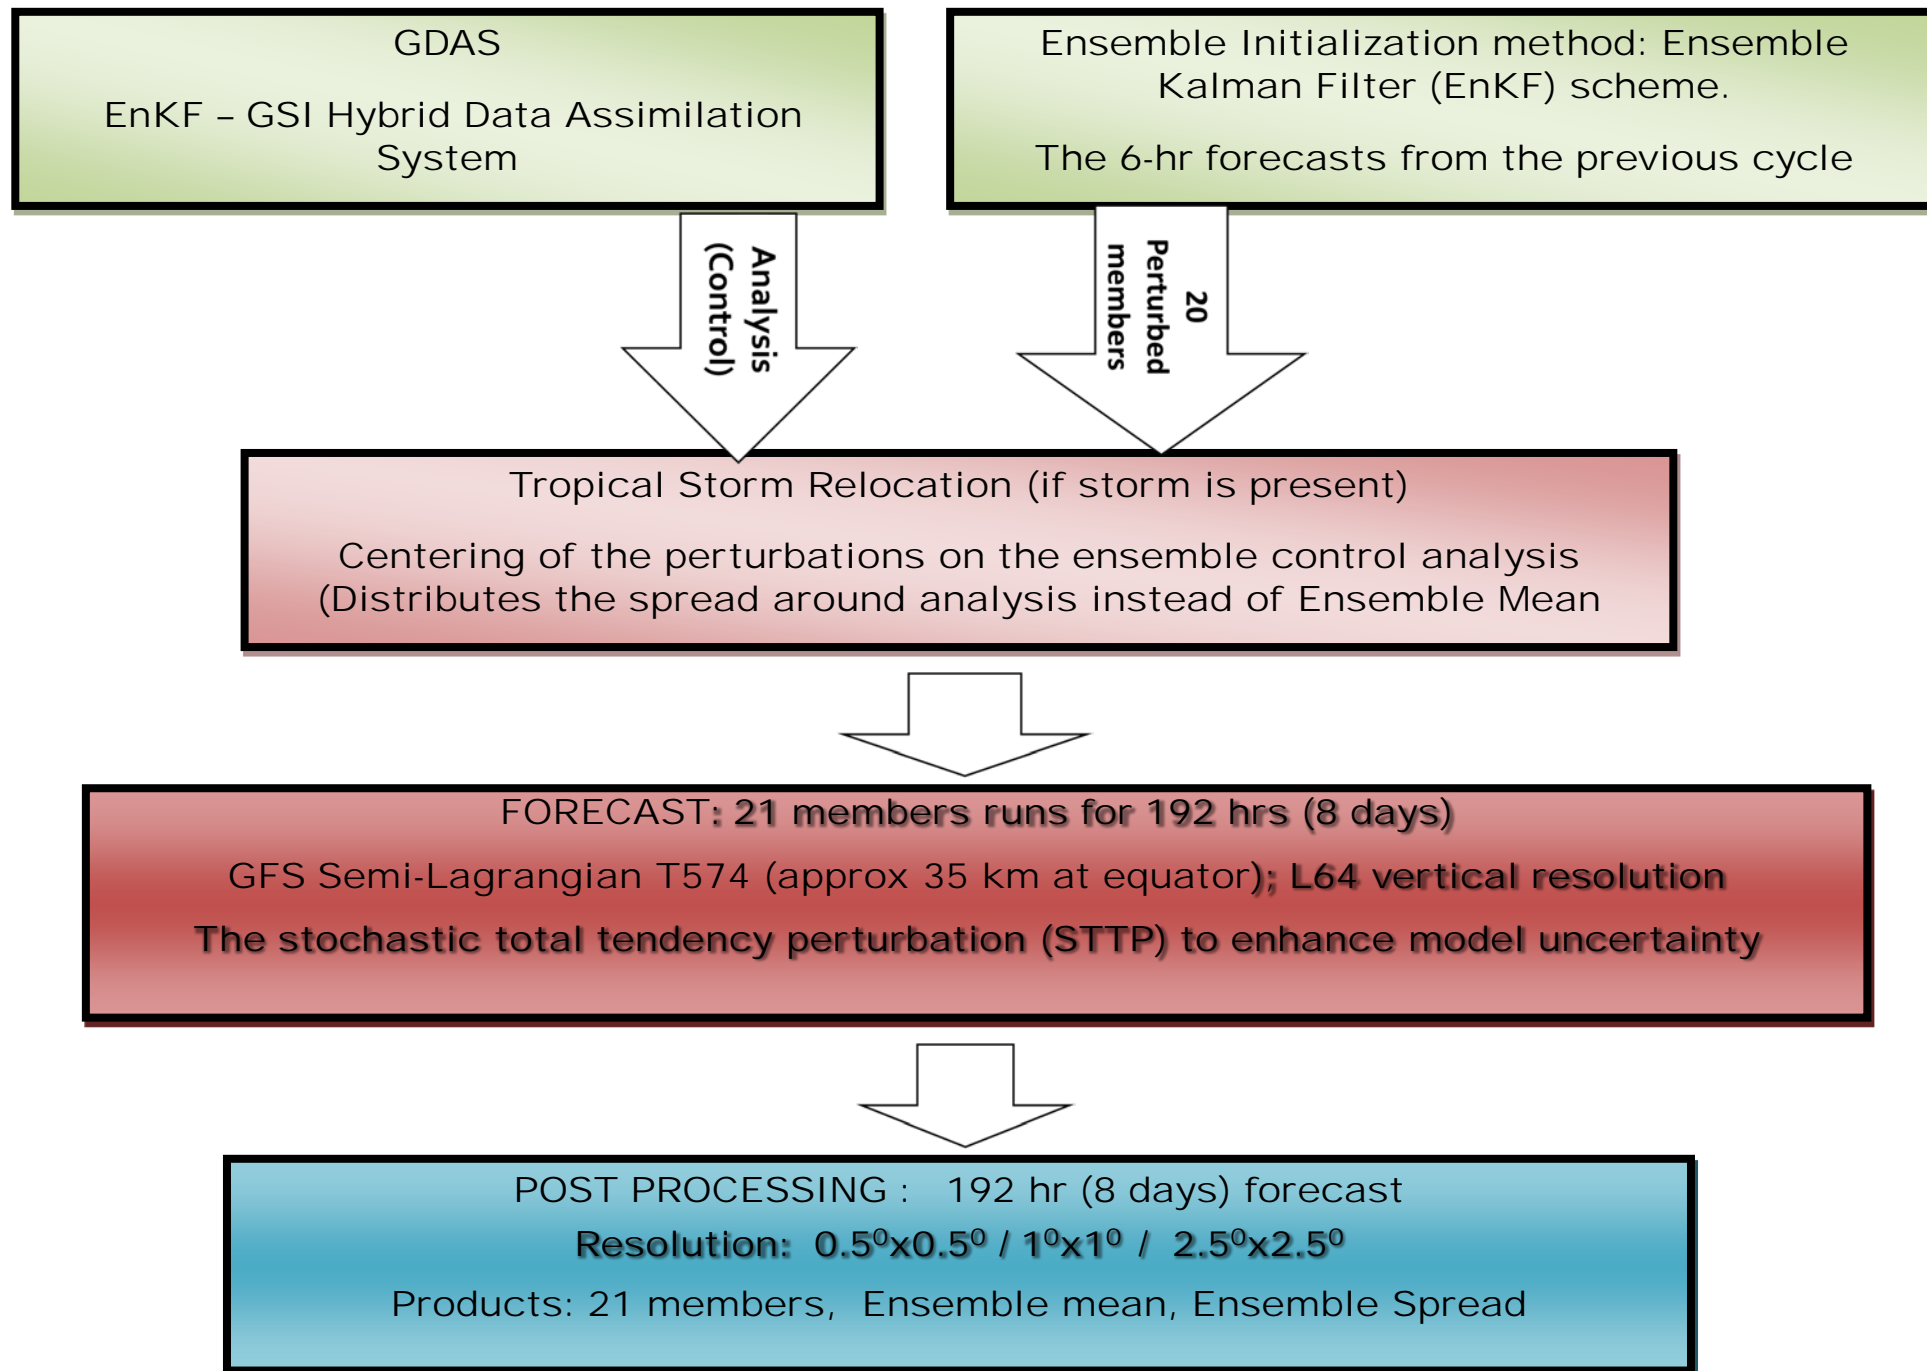 GDAS
EnKF – GSI Hybrid Data Assimilation
System
Ensemble Initialization method: Ensemble
Kalman Filter (EnKF) scheme.
The 6-hr forecasts from the previous cycle
Analysis
(Control)
20
Perturbed
members
Tropical Storm Relocation (if storm is present)
Centering of the perturbations on the ensemble control analysis
(Distributes the spread around analysis instead of Ensemble Mean
FORECAST: 21 members runs for 192 hrs (8 days)
GFS Semi-Lagrangian T574 (approx 35 km at equator); L64 vertical resolution
The stochastic total tendency perturbation (STTP) to enhance model uncertainty
POST PROCESSING : 192 hr (8 days) forecast
Resolution: 0.5⁰x0.5⁰ / 1⁰x1⁰ / 2.5⁰x2.5⁰
Products: 21 members, Ensemble mean, Ensemble Spread